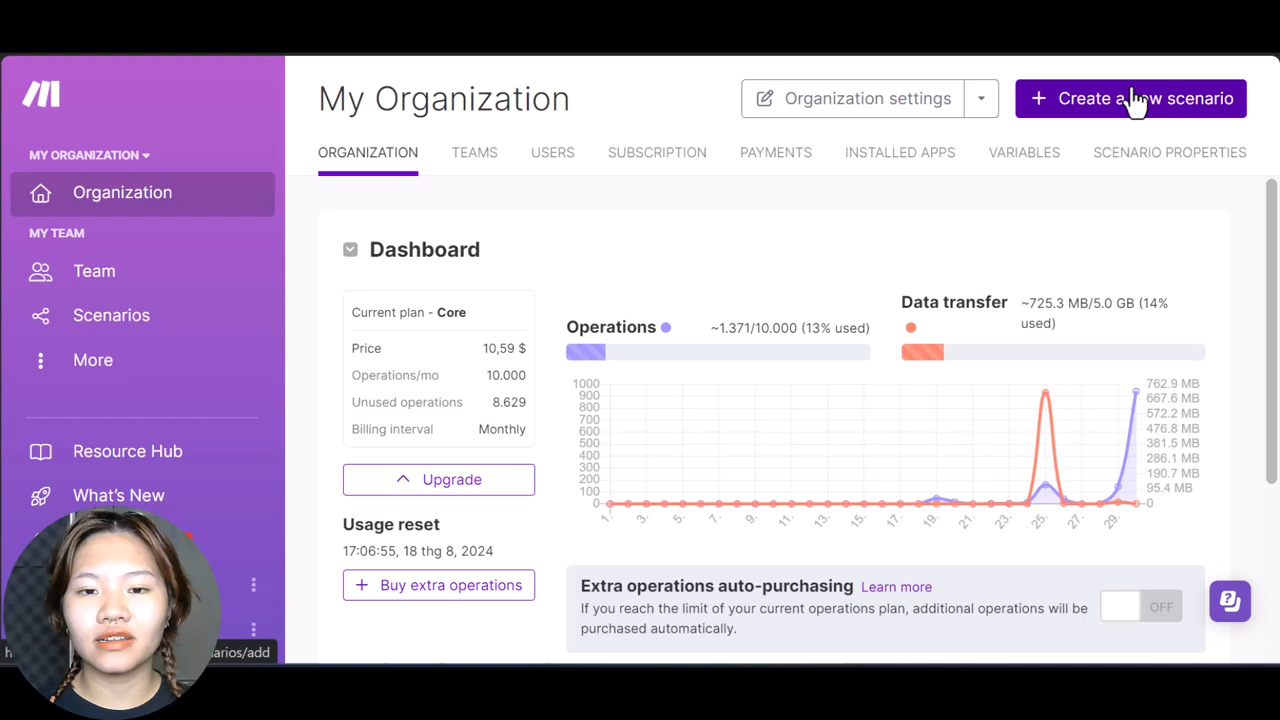 My Organization
Organization settings
Create a new scenario
MY ORGANIZATION
Organization
MY TEAM
Team
Scenarios
More
Resource Hub
What's New
arios/add
ORGANIZATION TEAMS USERS SUBSCRIPTION PAYMENTS INSTALLED APPS VARIABLES SCENARIO PROPERTIES
Dashboard
Current plan - Core
Price 10,59 $
Operations/mo 10.000
Unused operations 8.629
Billing interval Monthly
Upgrade
Usage reset
17:06:55, 18 thg 8, 2024
+ Buy extra operations
Operations ~1.371/10.000 (13% used)
Data transfer ~725.3 MB/5.0 GB (14%
used)
1000 762.9 MB
900 667.6 MB
800 572.2 MB
700
600 476.8 MB
500 381.5 MB
400 286.1 MB
300
200 190.7 MB
100 95.4 MB
0 0
1. 3. 5. 7. 9. 11. 13. 15. 17. 19. 21. 23. 25. 27. 29.
Extra operations auto-purchasing Learn more
If you reach the limit of your current operations plan, additional operations will be
purchased automatically.
OFF